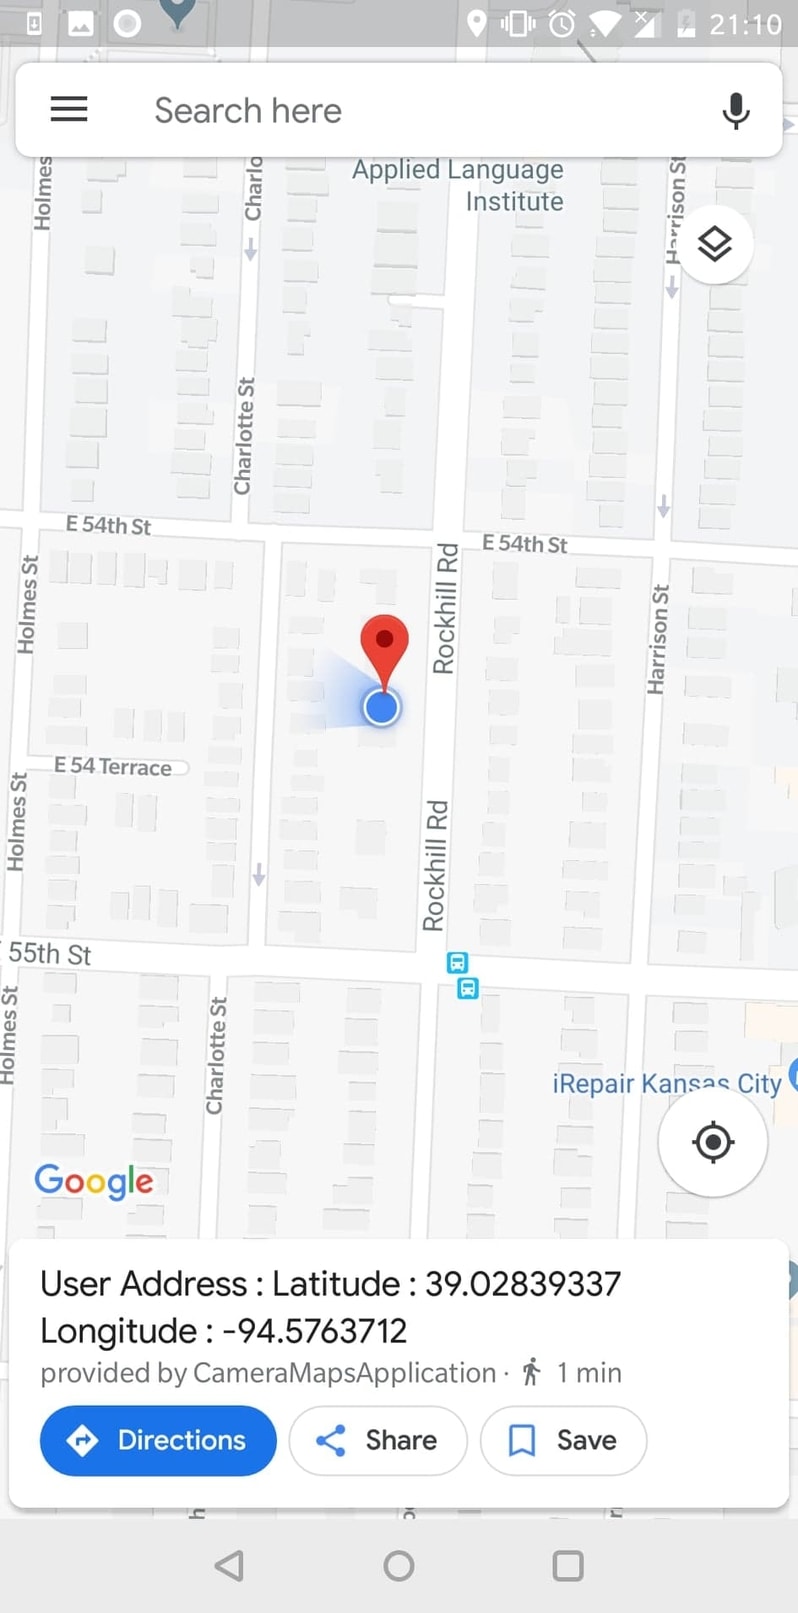 21:10
Search here
Holmes
Charlo
Applied Language
Institute
Harrison St
Charlotte St
E 54th St
E 54th St
Holmes St
Rockhill Rd
Harrison St
E 54 Terrace
Holmes St
Rockhill Rd
55th St
Holmes St
Charlotte St
iRepair Kansas City
Google
User Address : Latitude : 39.02839337
Longitude : -94.5763712
provided by CameraMapsApplication · 1 min
Directions
Share
Save